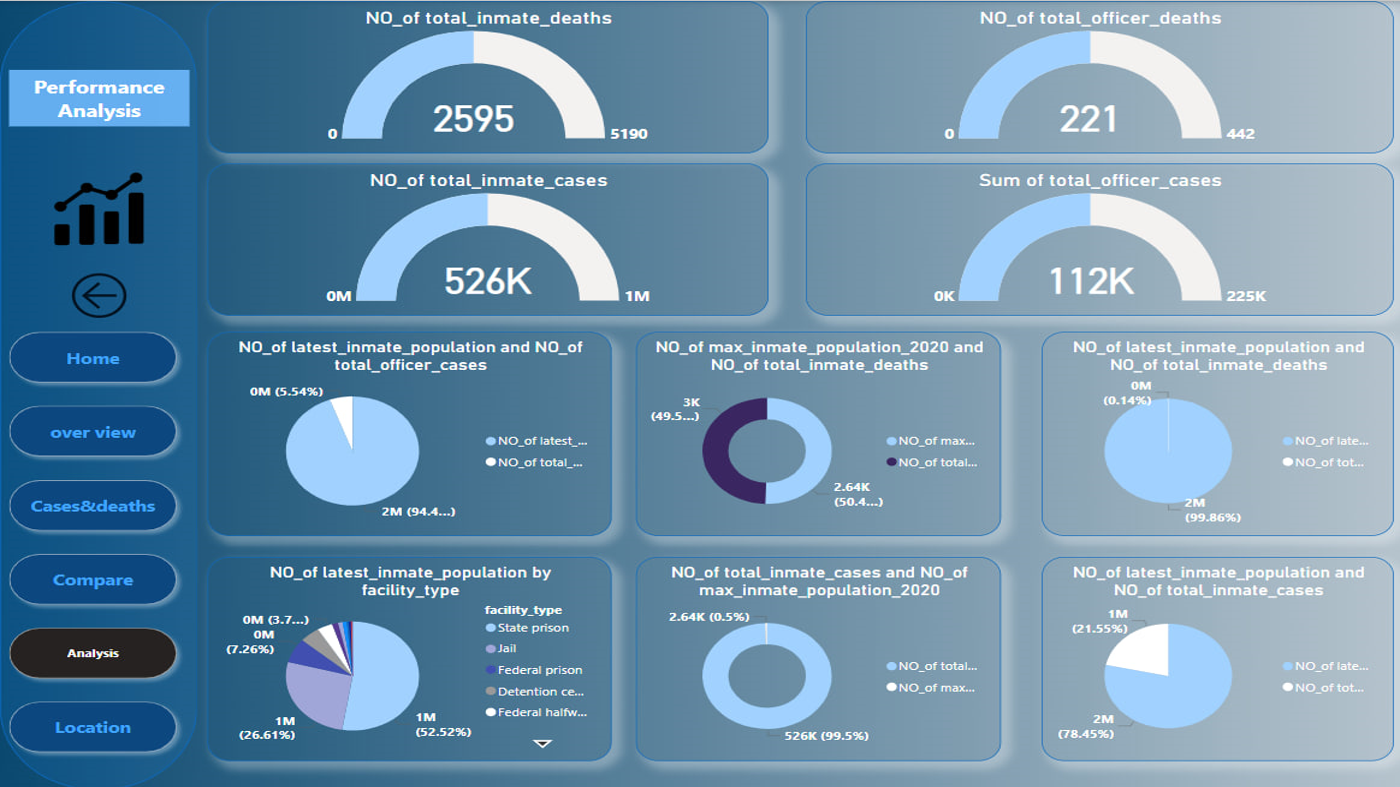 Performance
Analysis
Home
over view
Cases&deaths
Compare
Analysis
Location
NO_of total_inmate_deaths
2595
0
5190
NO_of total_officer_deaths
221
0
442
NO_of total_inmate_cases
526K
0M
1M
Sum of total_officer_cases
112K
0K
225K
NO_of latest_inmate_population and NO_of
total_officer_cases
0M (5.54%)
2M (94.4...)
NO_of latest_...
NO_of total_...
NO_of max_inmate_population_2020 and
NO_of total_inmate_deaths
3K
(49.5...)
2.64K
(50.4...)
NO_of max...
NO_of total...
NO_of latest_inmate_population and
NO_of total_inmate_deaths
0M
(0.14%)
2M
(99.86%)
NO_of late...
NO_of tot...
NO_of latest_inmate_population by
facility_type
0M (3.7...)
0M
(7.26%)
1M
(26.61%)
1M
(52.52%)
facility_type
State prison
Jail
Federal prison
Detention ce...
Federal halfw...
NO_of total_inmate_cases and NO_of
max_inmate_population_2020
2.64K (0.5%)
526K (99.5%)
NO_of total...
NO_of max...
NO_of latest_inmate_population and
NO_of total_inmate_cases
1M
(21.55%)
2M
(78.45%)
NO_of late...
NO_of tot...